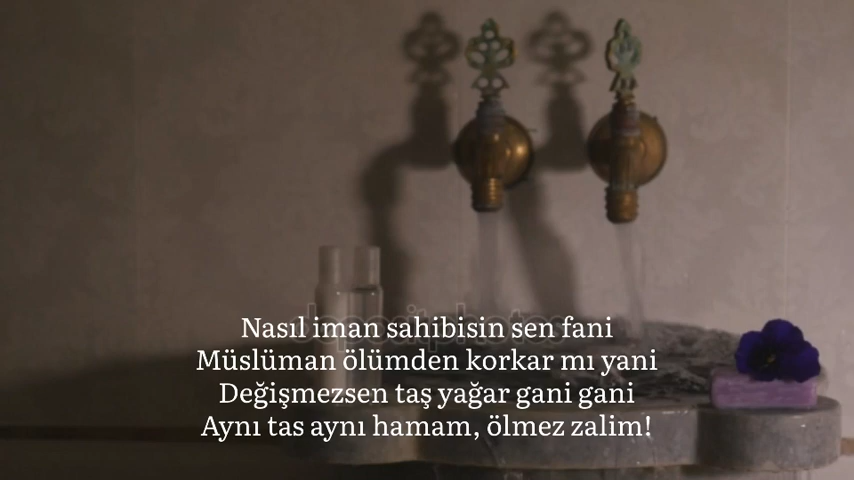 depositphotos
Nasıl iman sahibisin sen fani
Müslüman ölümden korkar mı yani
Değişmezsen taş yağar gani gani
Aynı tas aynı hamam, ölmez zalim!